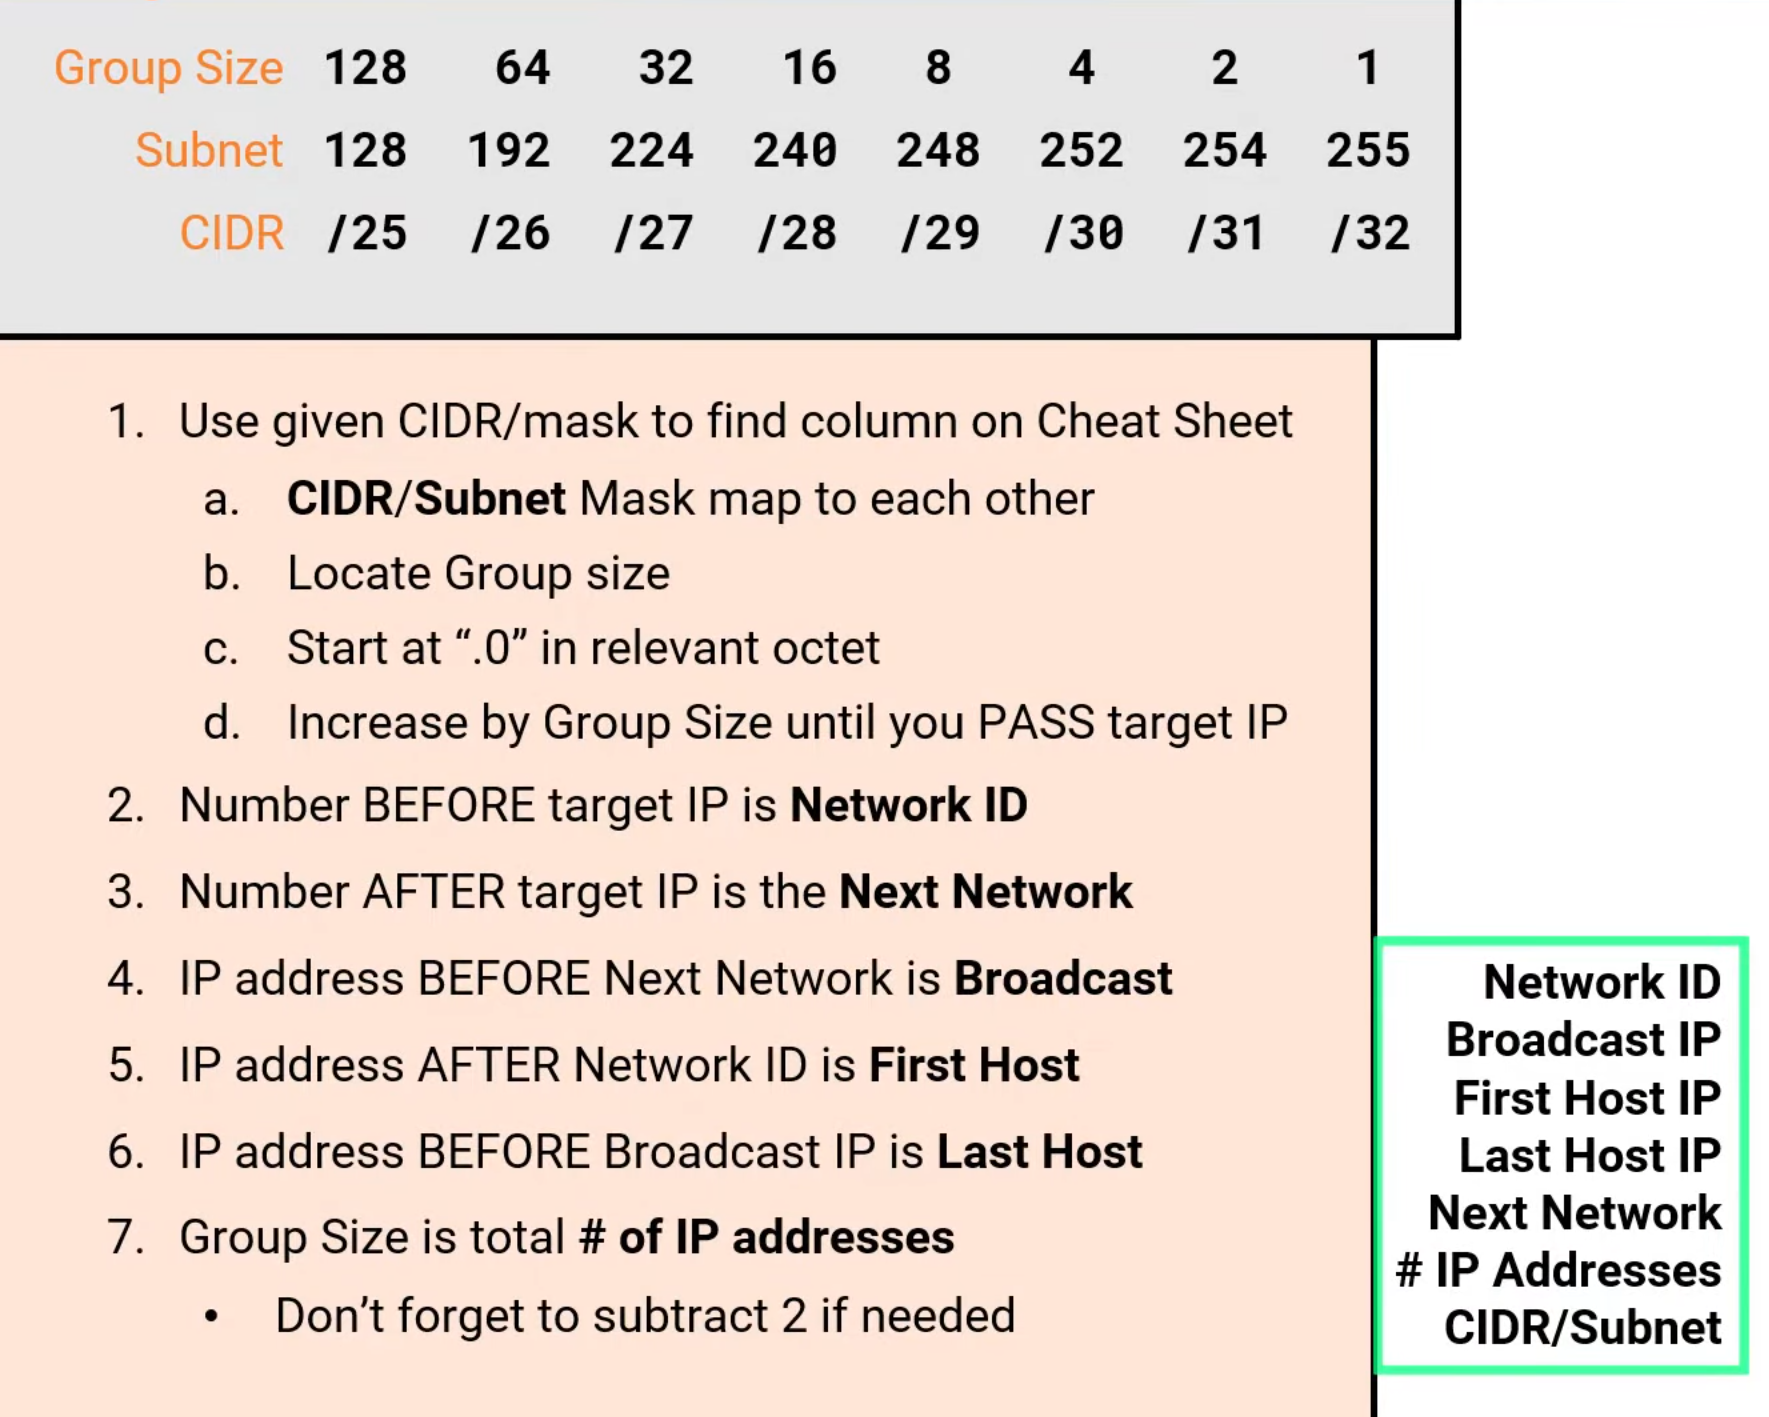 Group Size 128 64 32 16 8 4 2 1
Subnet 128 192 224 240 248 252 254 255
CIDR /25 /26 /27 /28 /29 /30 /31 /32
1. Use given CIDR/mask to find column on Cheat Sheet
a. CIDR/Subnet Mask map to each other
b. Locate Group size
c. Start at “.0” in relevant octet
d. Increase by Group Size until you PASS target IP
2. Number BEFORE target IP is Network ID
3. Number AFTER target IP is the Next Network
4. IP address BEFORE Next Network is Broadcast
5. IP address AFTER Network ID is First Host
6. IP address BEFORE Broadcast IP is Last Host
7. Group Size is total # of IP addresses
• Don’t forget to subtract 2 if needed
Network ID
Broadcast IP
First Host IP
Last Host IP
Next Network
# IP Addresses
CIDR/Subnet